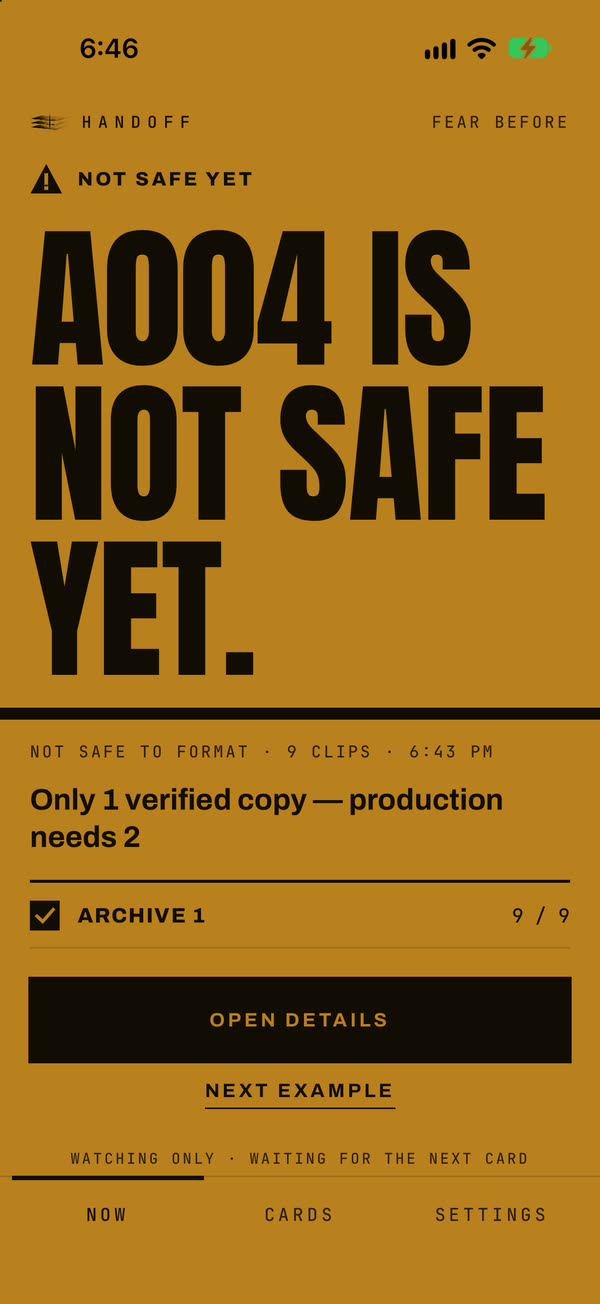 6:46
HANDOFF
FEAR BEFORE
NOT SAFE YET
A004 IS
NOT SAFE
YET.
NOT SAFE TO FORMAT · 9 CLIPS · 6:43 PM
Only 1 verified copy — production
needs 2
ARCHIVE 1
9 / 9
OPEN DETAILS
NEXT EXAMPLE
WATCHING ONLY · WAITING FOR THE NEXT CARD
NOW
CARDS
SETTINGS